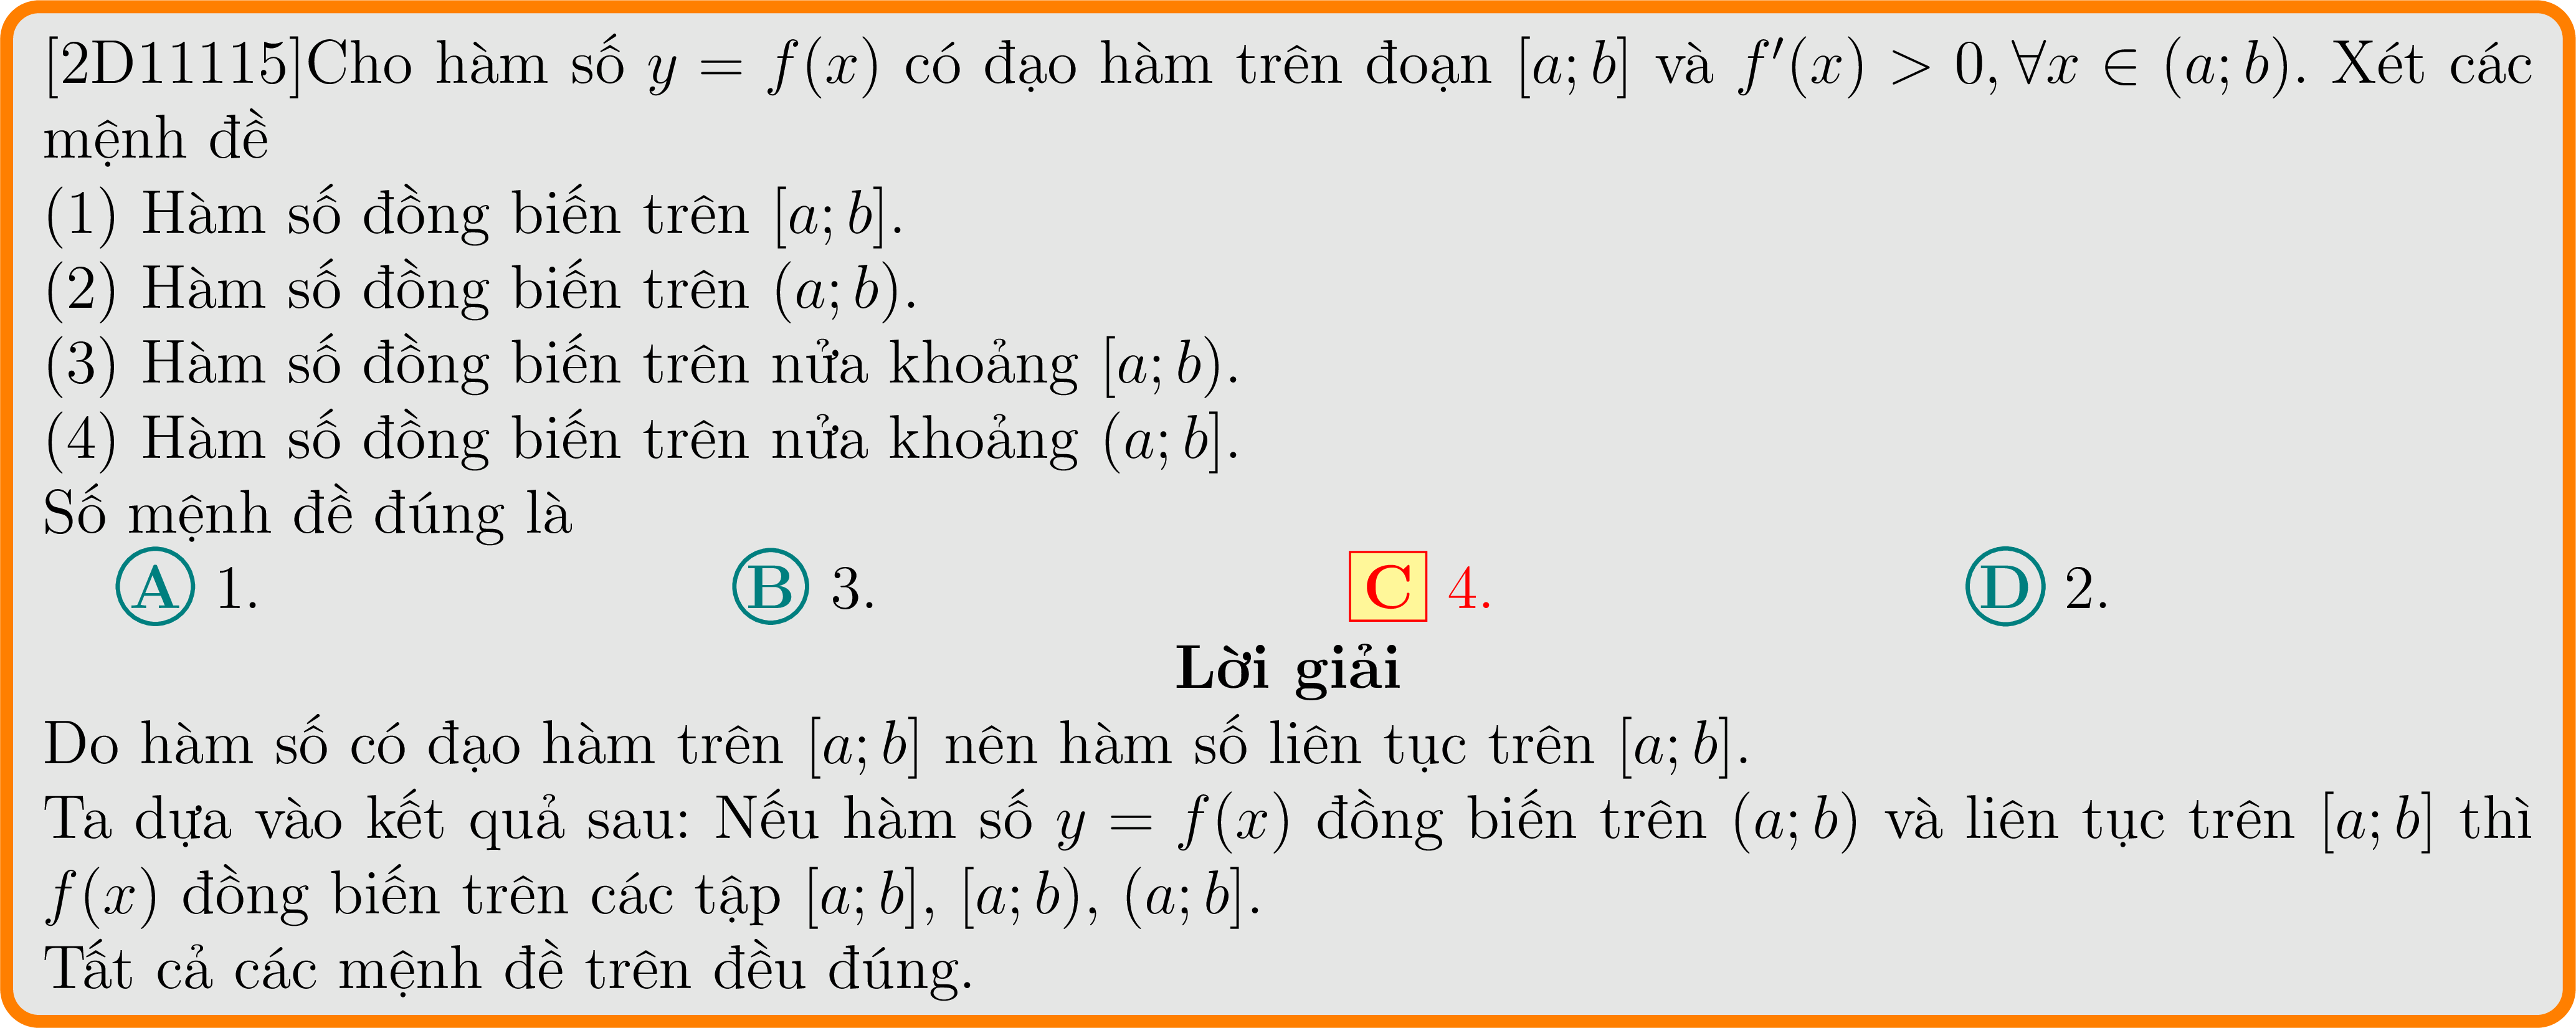 [2D11115]Cho hàm số y = f(x) có đạo hàm trên đoạn [a; b] và f′(x) > 0, ∀x ∈ (a; b). Xét các
mệnh đề
(1) Hàm số đồng biến trên [a; b].
(2) Hàm số đồng biến trên (a; b).
(3) Hàm số đồng biến trên nửa khoảng [a; b).
(4) Hàm số đồng biến trên nửa khoảng (a; b].
Số mệnh đề đúng là
A 1. B 3. C 4. D 2.
Lời giải
Do hàm số có đạo hàm trên [a; b] nên hàm số liên tục trên [a; b].
Ta dựa vào kết quả sau: Nếu hàm số y = f(x) đồng biến trên (a; b) và liên tục trên [a; b] thì
f(x) đồng biến trên các tập [a; b], [a; b), (a; b].
Tất cả các mệnh đề trên đều đúng.